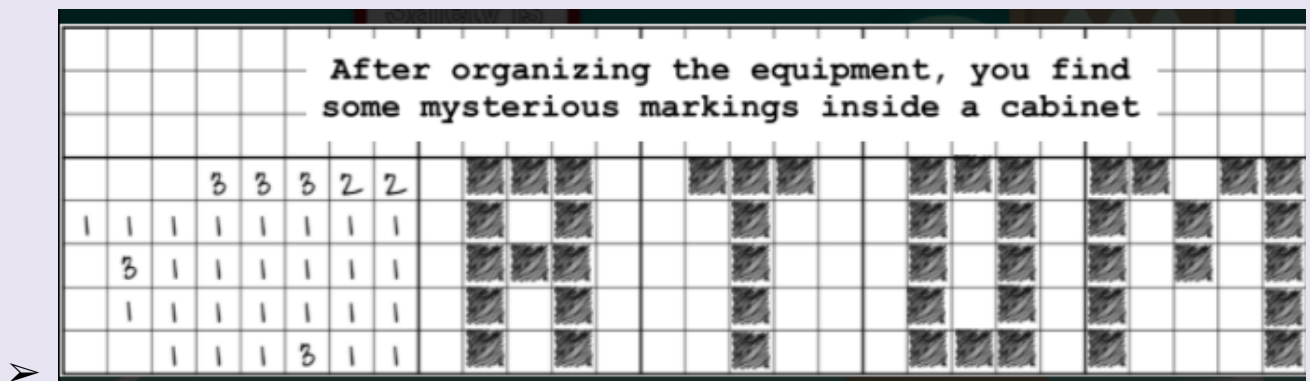 After organizing the equipment, you find
some mysterious markings inside a cabinet
3 3 3 2 2
1 1 1 1 1 1 1 1
3 1 1 1 1 1 1
1 1 1 1 1 1 1
1 1 1 3 1 1
ATOM